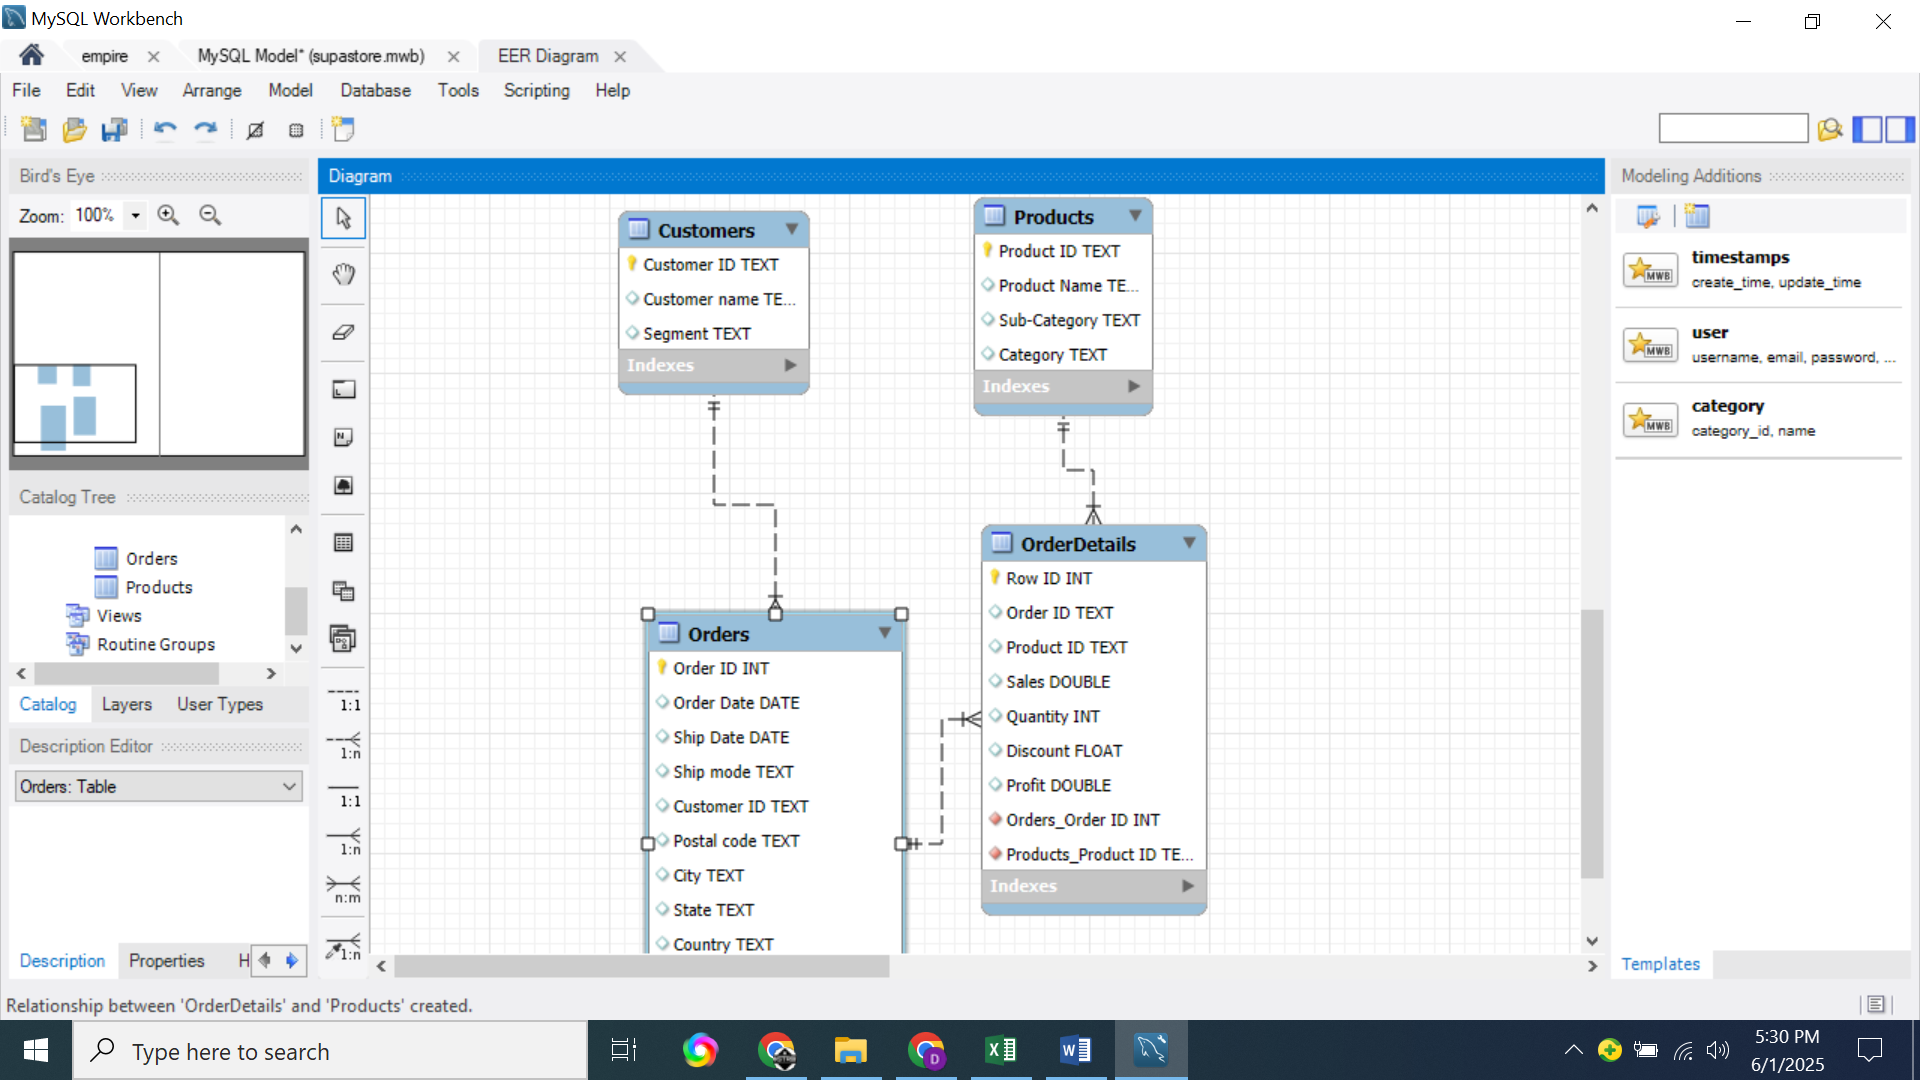 MySQL Workbench
empire
MySQL Model* (supastore.mwb)
EER Diagram
File Edit View Arrange Model Database Tools Scripting Help
Bird's Eye
Zoom: 100%
Catalog Tree
Orders
Products
Views
Routine Groups
Catalog Layers User Types
Description Editor
Orders: Table
Description Properties H
Diagram
1:1
1:n
1:1
1:n
n:m
1:n
Customers
Customer ID TEXT
Customer name TE...
Segment TEXT
Indexes
Products
Product ID TEXT
Product Name TE...
Sub-Category TEXT
Category TEXT
Indexes
Orders
Order ID INT
Order Date DATE
Ship Date DATE
Ship mode TEXT
Customer ID TEXT
Postal code TEXT
City TEXT
State TEXT
Country TEXT
OrderDetails
Row ID INT
Order ID TEXT
Product ID TEXT
Sales DOUBLE
Quantity INT
Discount FLOAT
Profit DOUBLE
Orders_Order ID INT
Products_Product ID TE...
Indexes
Modeling Additions
MWB
timestamps
create_time, update_time
MWB
user
username, email, password, ...
MWB
category
category_id, name
Templates
Relationship between 'OrderDetails' and 'Products' created.
Type here to search
5:30 PM
6/1/2025